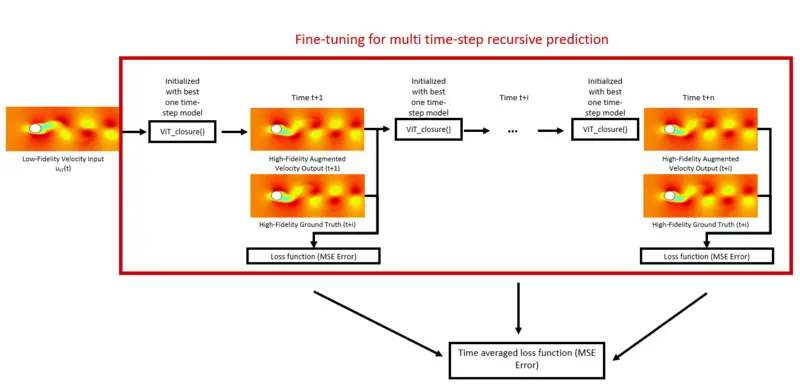 Fine-tuning for multi time-step recursive prediction
Initialized
with best
one time-
step model
ViT_closure()
Low-Fidelity Velocity Input
u_LF(t)
Time t+1
High-Fidelity Augmented
Velocity Output (t+1)
High-Fidelity Ground Truth (t+i)
Loss function (MSE Error)
Initialized
with best
one time-
step model
ViT_closure()
Time t+i
...
Initialized
with best
one time-
step model
ViT_closure()
Time t+n
High-Fidelity Augmented
Velocity Output (t+i)
High-Fidelity Ground Truth (t+i)
Loss function (MSE Error)
Time averaged loss function (MSE
Error)